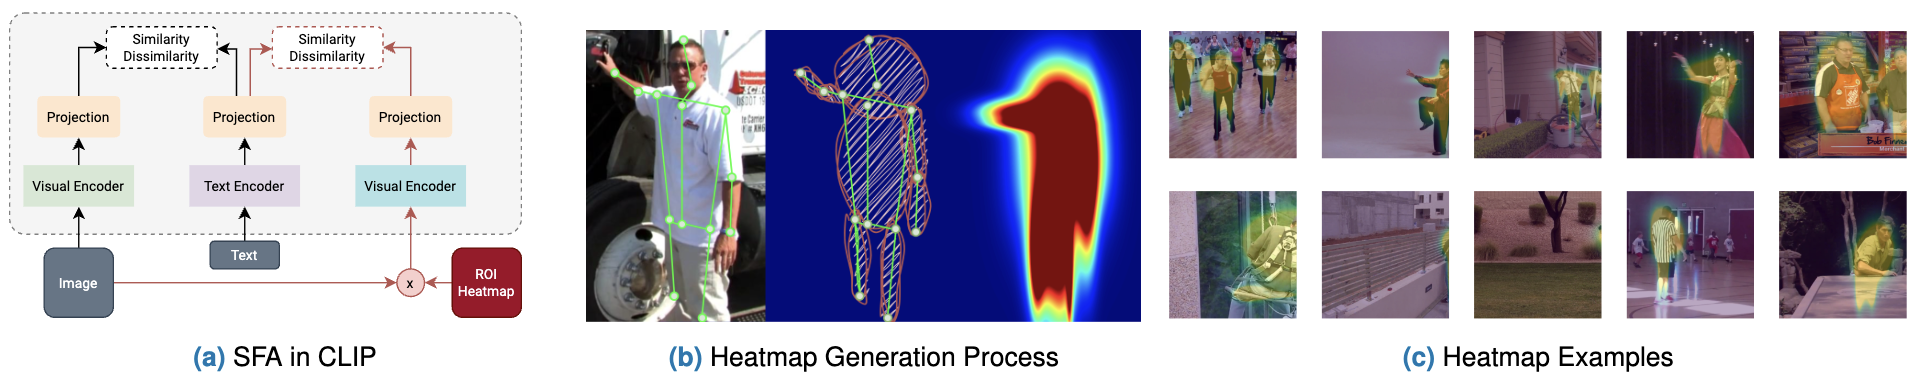 Similarity
Dissimilarity
Similarity
Dissimilarity
Projection
Projection
Projection
Visual Encoder
Text Encoder
Visual Encoder
Text
Image
x
ROI
Heatmap
(a) SFA in CLIP
(b) Heatmap Generation Process
(c) Heatmap Examples